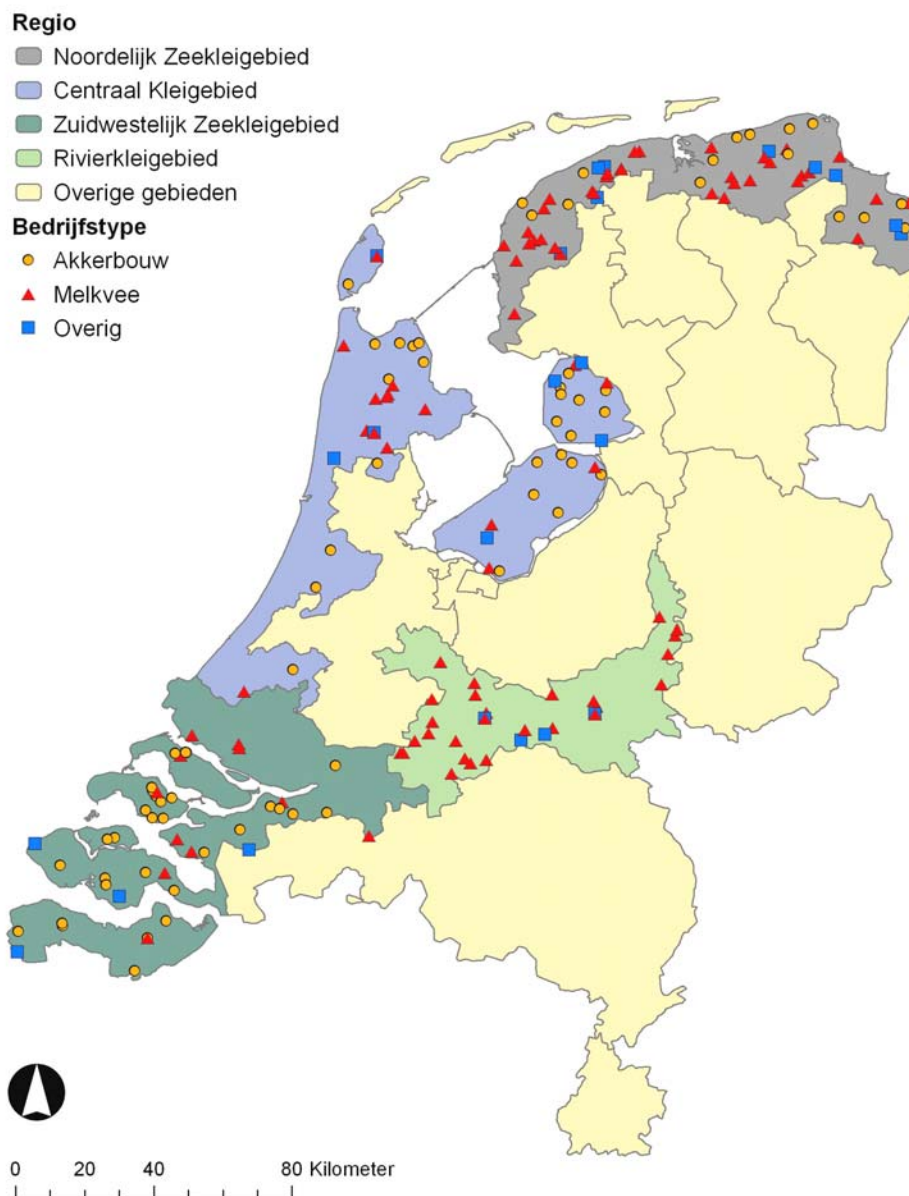 Regio
Noordelijk Zeekleigebied
Centraal Kleigebied
Zuidwestelijk Zeekleigebied
Rivierkleigebied
Overige gebieden
Bedrijfstype
Akkerbouw
Melkvee
Overig
0 20 40 80 Kilometer